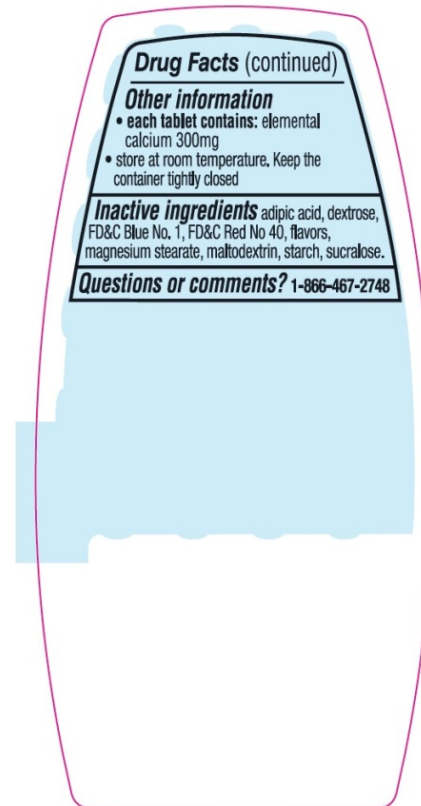 Drug Facts (continued)
Other information
• each tablet contains: elemental
calcium 300mg
• store at room temperature. Keep the
container tightly closed
Inactive ingredients adipic acid, dextrose,
FD&C Blue No. 1, FD&C Red No 40, flavors,
magnesium stearate, maltodextrin, starch, sucralose.
Questions or comments? 1-866-467-2748